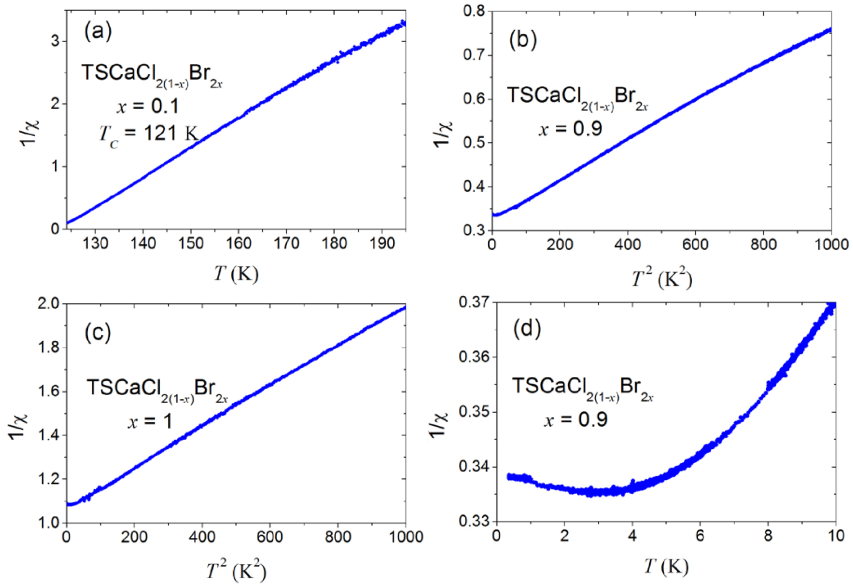 (a)
TSCaCl2(1-x)Br2x
x = 0.1
TC = 121 K
1/χ
3
2
1
0
130 140 150 160 170 180 190
T (K)
(b)
TSCaCl2(1-x)Br2x
x = 0.9
1/χ
0.8
0.7
0.6
0.5
0.4
0.3
0 200 400 600 800 1000
T2 (K2)
(c)
TSCaCl2(1-x)Br2x
x = 1
1/χ
2.0
1.8
1.6
1.4
1.2
1.0
0 200 400 600 800 1000
T2 (K2)
(d)
TSCaCl2(1-x)Br2x
x = 0.9
1/χ
0.37
0.36
0.35
0.34
0.33
0 2 4 6 8 10
T (K)